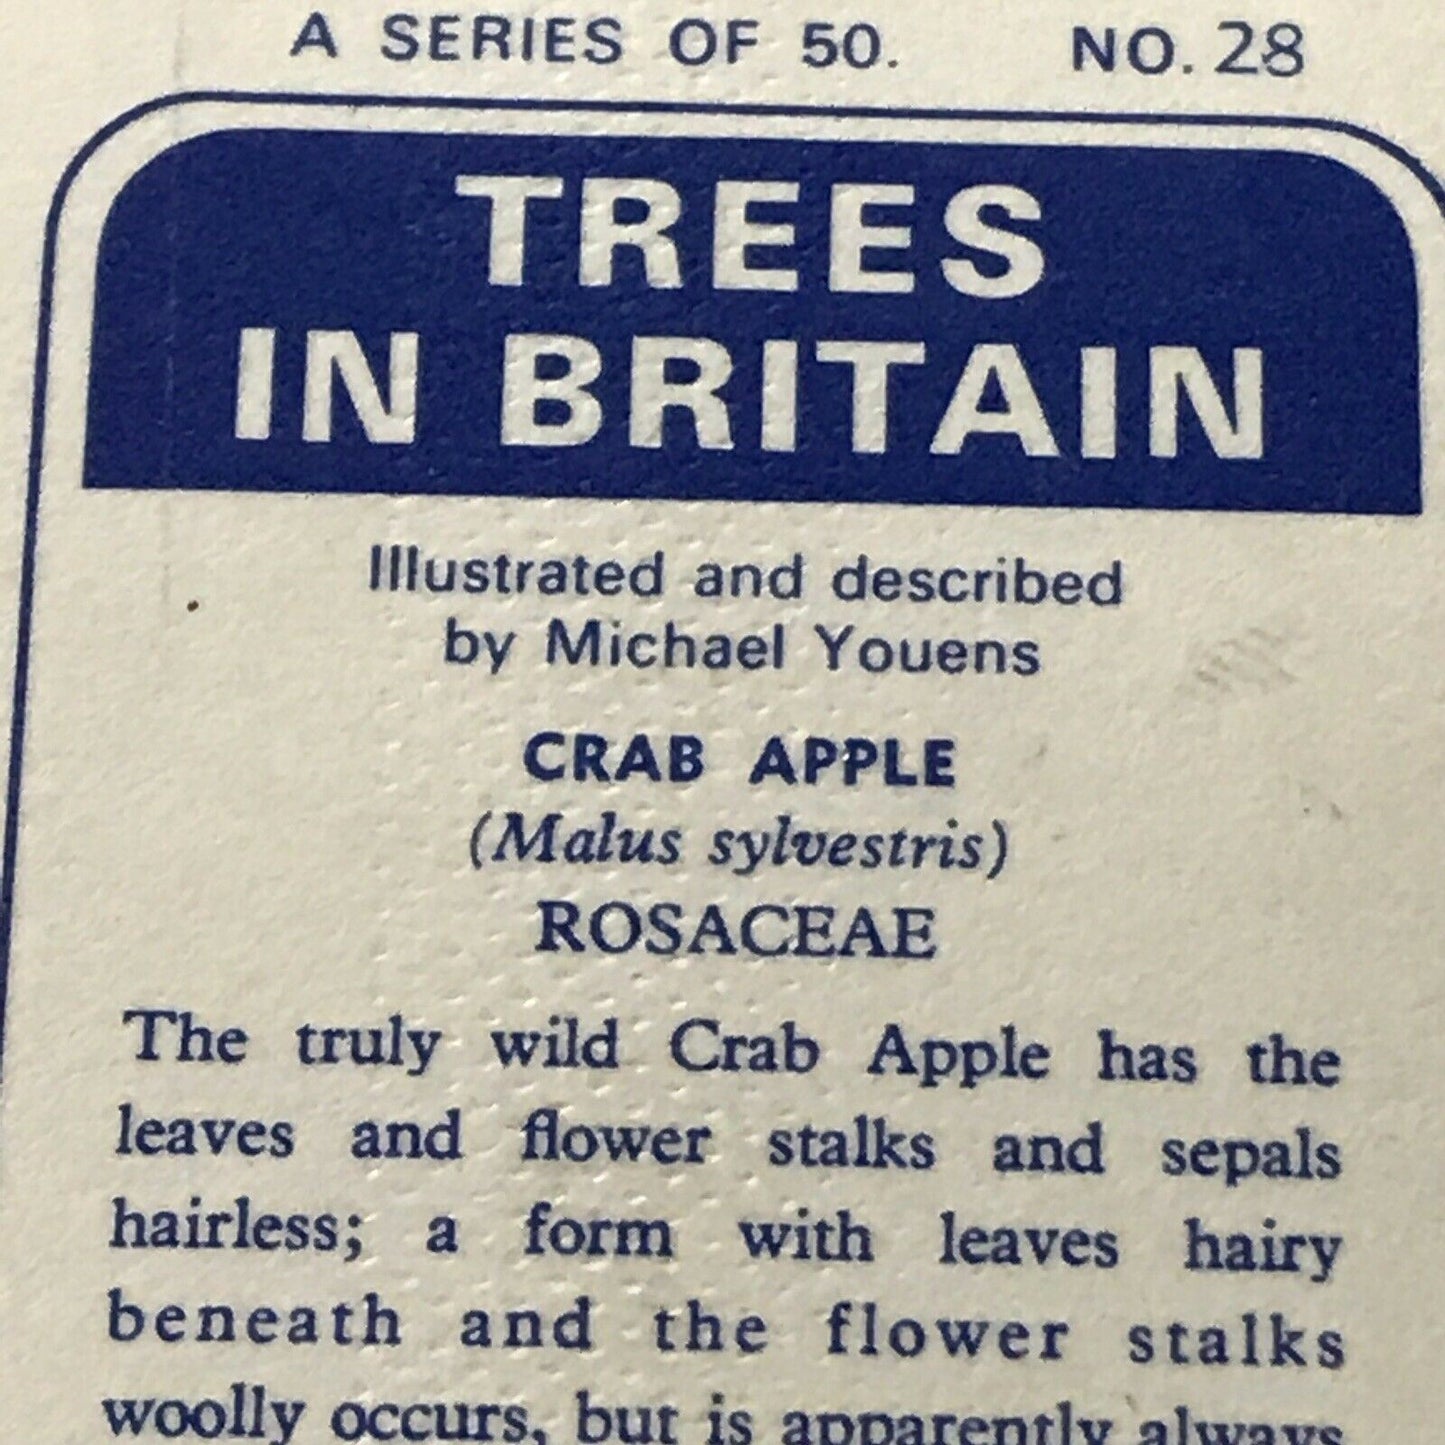 A SERIES OF 50. NO. 28
TREES
IN BRITAIN
Illustrated and described
by Michael Youens
CRAB APPLE
(Malus sylvestris)
ROSACEAE
The truly wild Crab Apple has the
leaves and flower stalks and sepals
hairless; a form with leaves hairy
beneath and the flower stalks
woolly occurs, but is apparently always